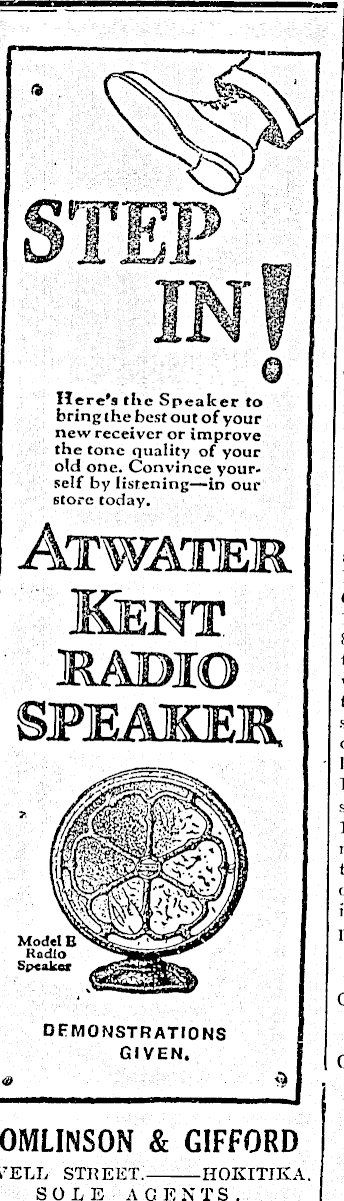 STEP
IN!
Here's the Speaker to
bring the best out of your
new receiver or improve
the tone quality of your
old one. Convince your-
self by listening—in our
store today.
ATWATER
KENT
RADIO
SPEAKER
Model E
Radio
Speaker
DEMONSTRATIONS
GIVEN.
OMLINSON & GIFFORD
VELL STREET.——HOKITIKA.
SOLE AGENTS.